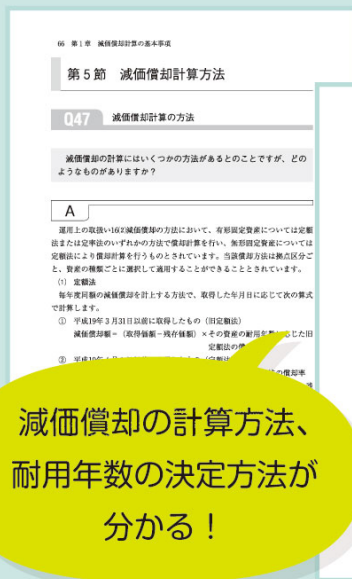 66 第1章 減価償却計算の基本事項
第5節 減価償却計算方法
Q47 減価償却計算の方法
減価償却の計算にはいくつかの方法があるとのことですが、どの
ようなものがありますか？
A
運用上の取扱い16⑵減価償却の方法において、有形固定資産については定額
法または定率法のいずれかの方法で償却計算を行い、無形固定資産については
定額法により償却計算を行うものとされています。当該償却方法は拠点区分ご
と、資産の種類ごとに選択して適用することができることとされています。
⑴ 定額法
毎年度同額の減価償却を計上する方法で、取得した年月日に応じて次の算式
で計算します。
① 平成19年3月31日以前に取得したもの（旧定額法）
減価償却額＝（取得価額－残存価額）×その資産の耐用年数に応じた旧
定額法の償
② 平成19年
の償却率
減価償却の計算方法、
耐用年数の決定方法が
分かる！